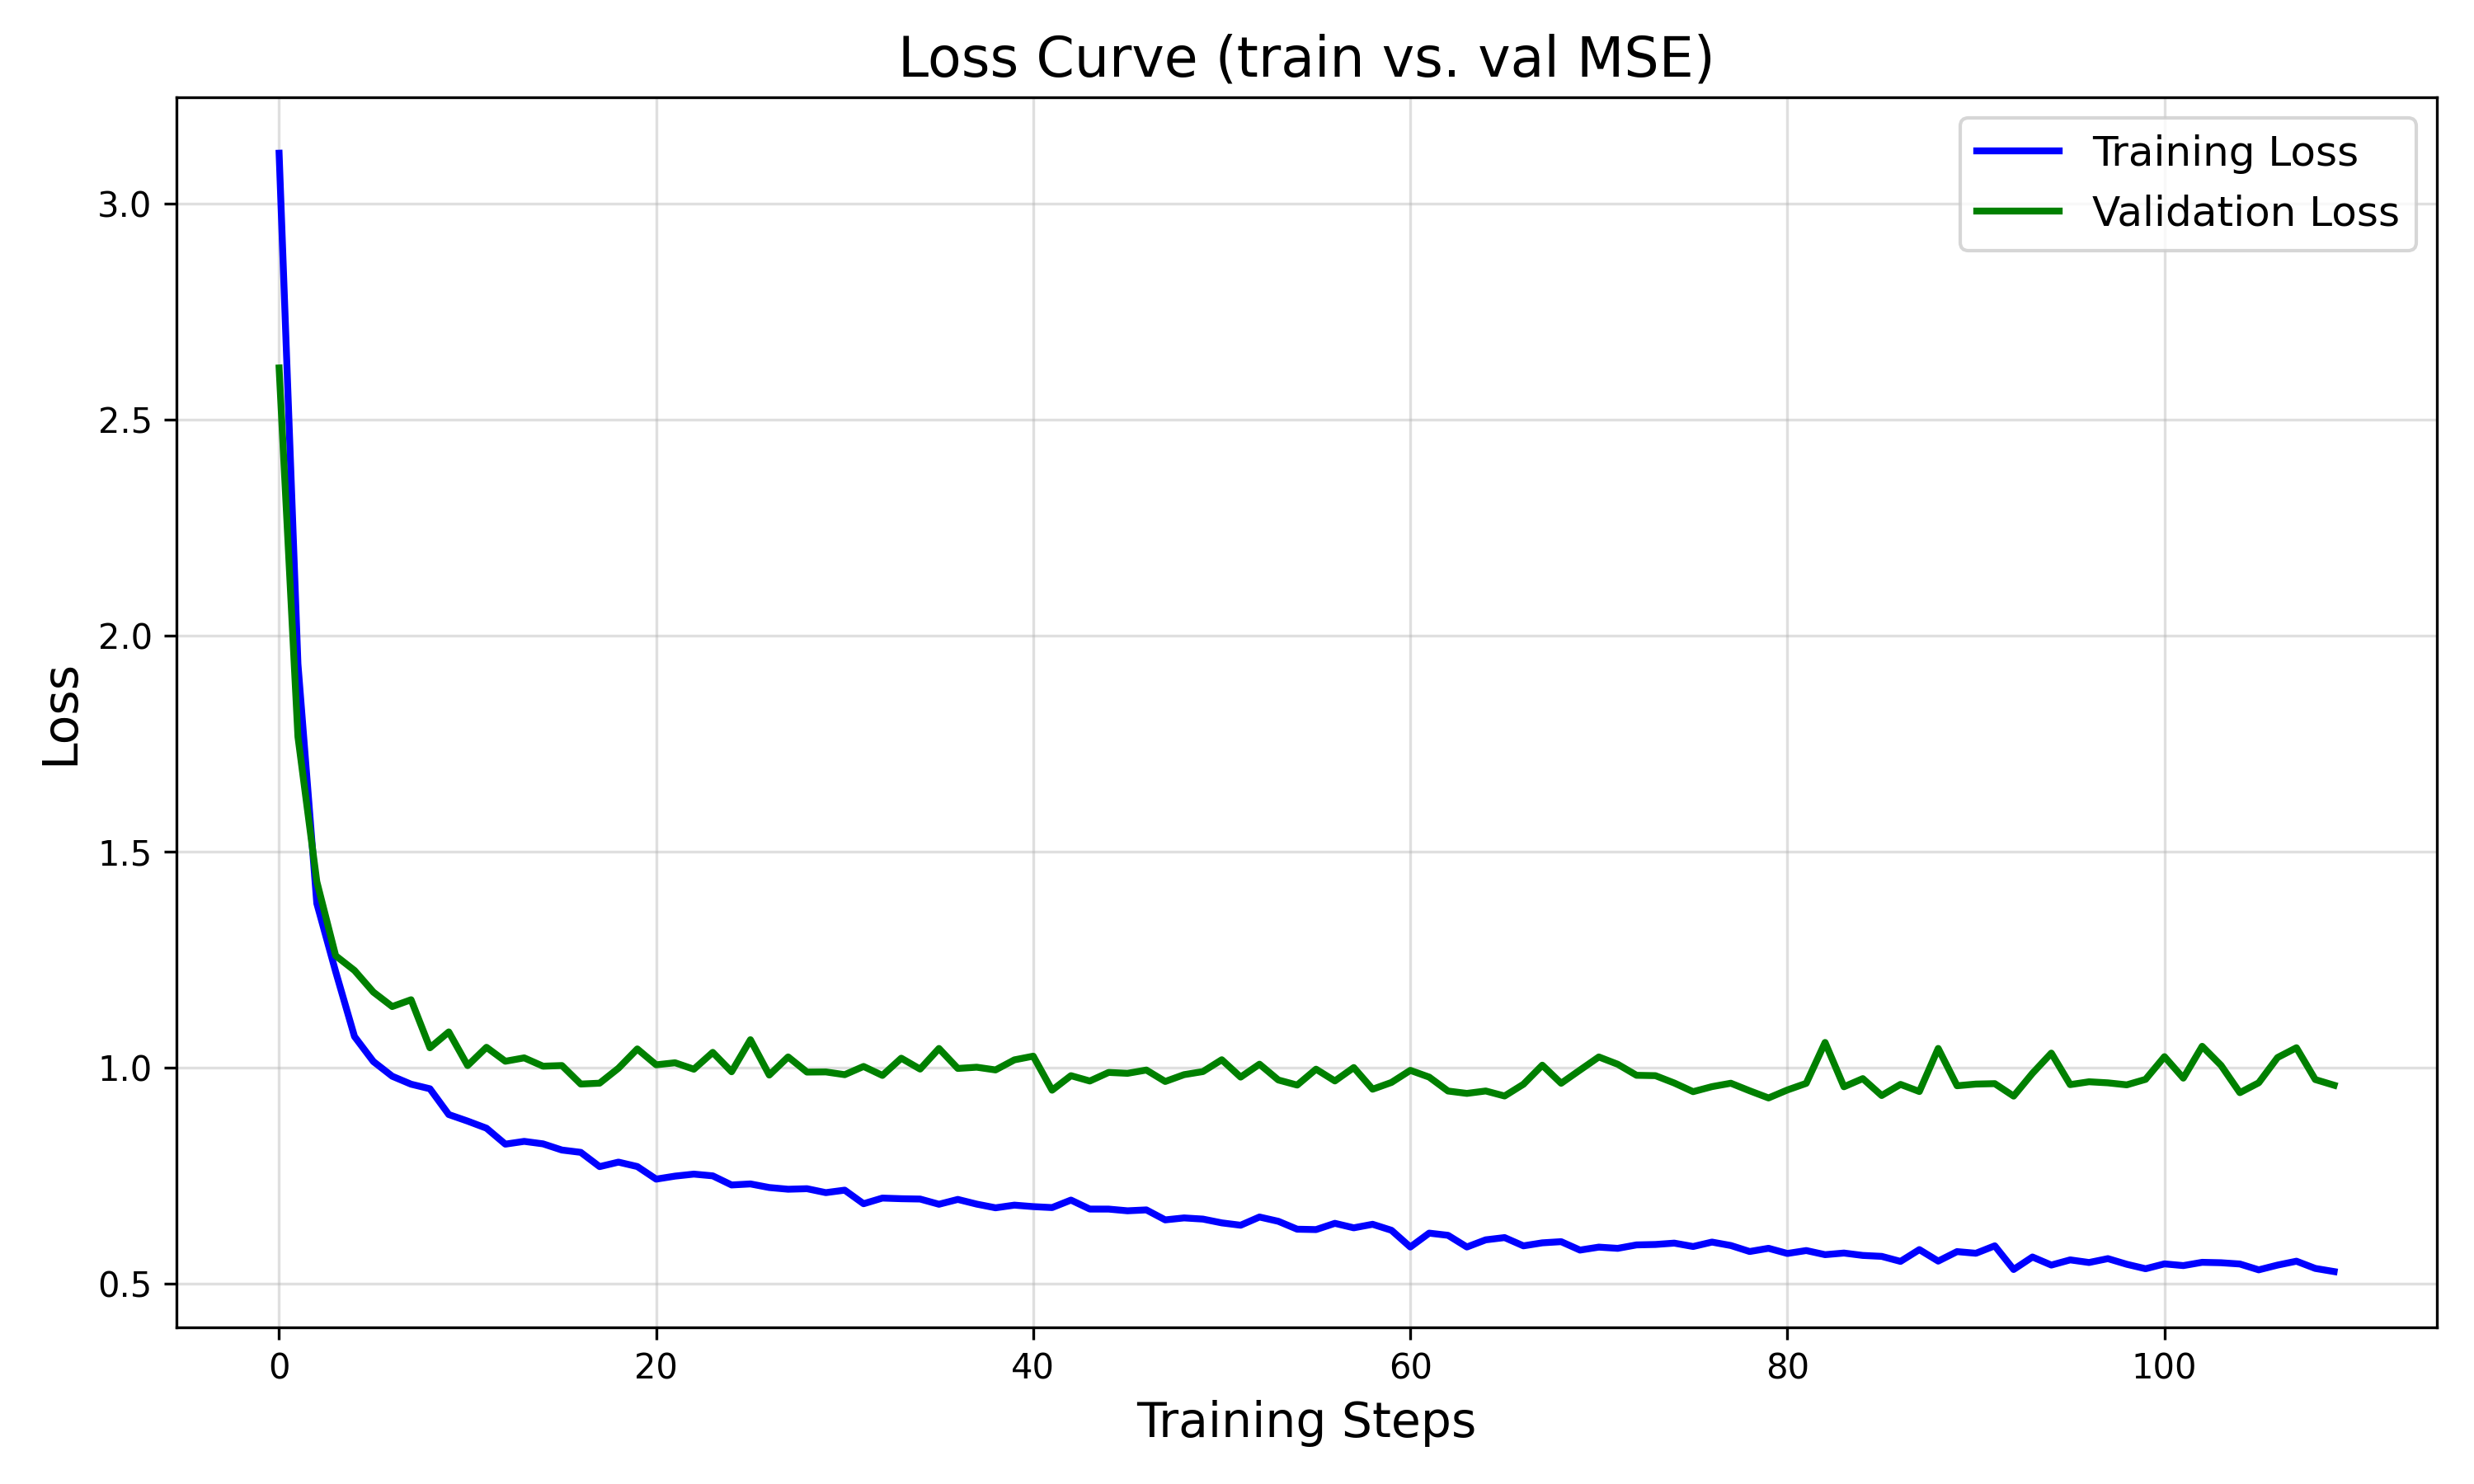 Loss Curve (train vs. val MSE)
Training Loss
Validation Loss
3.0
2.5
2.0
1.5
1.0
0.5
Loss
0 20 40 60 80 100
Training Steps